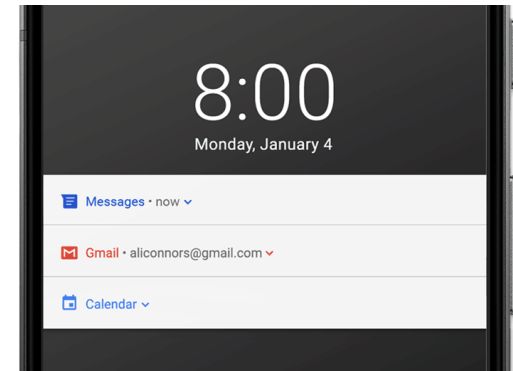 8:00
Monday, January 4
Messages • now
Gmail • aliconnors@gmail.com
Calendar